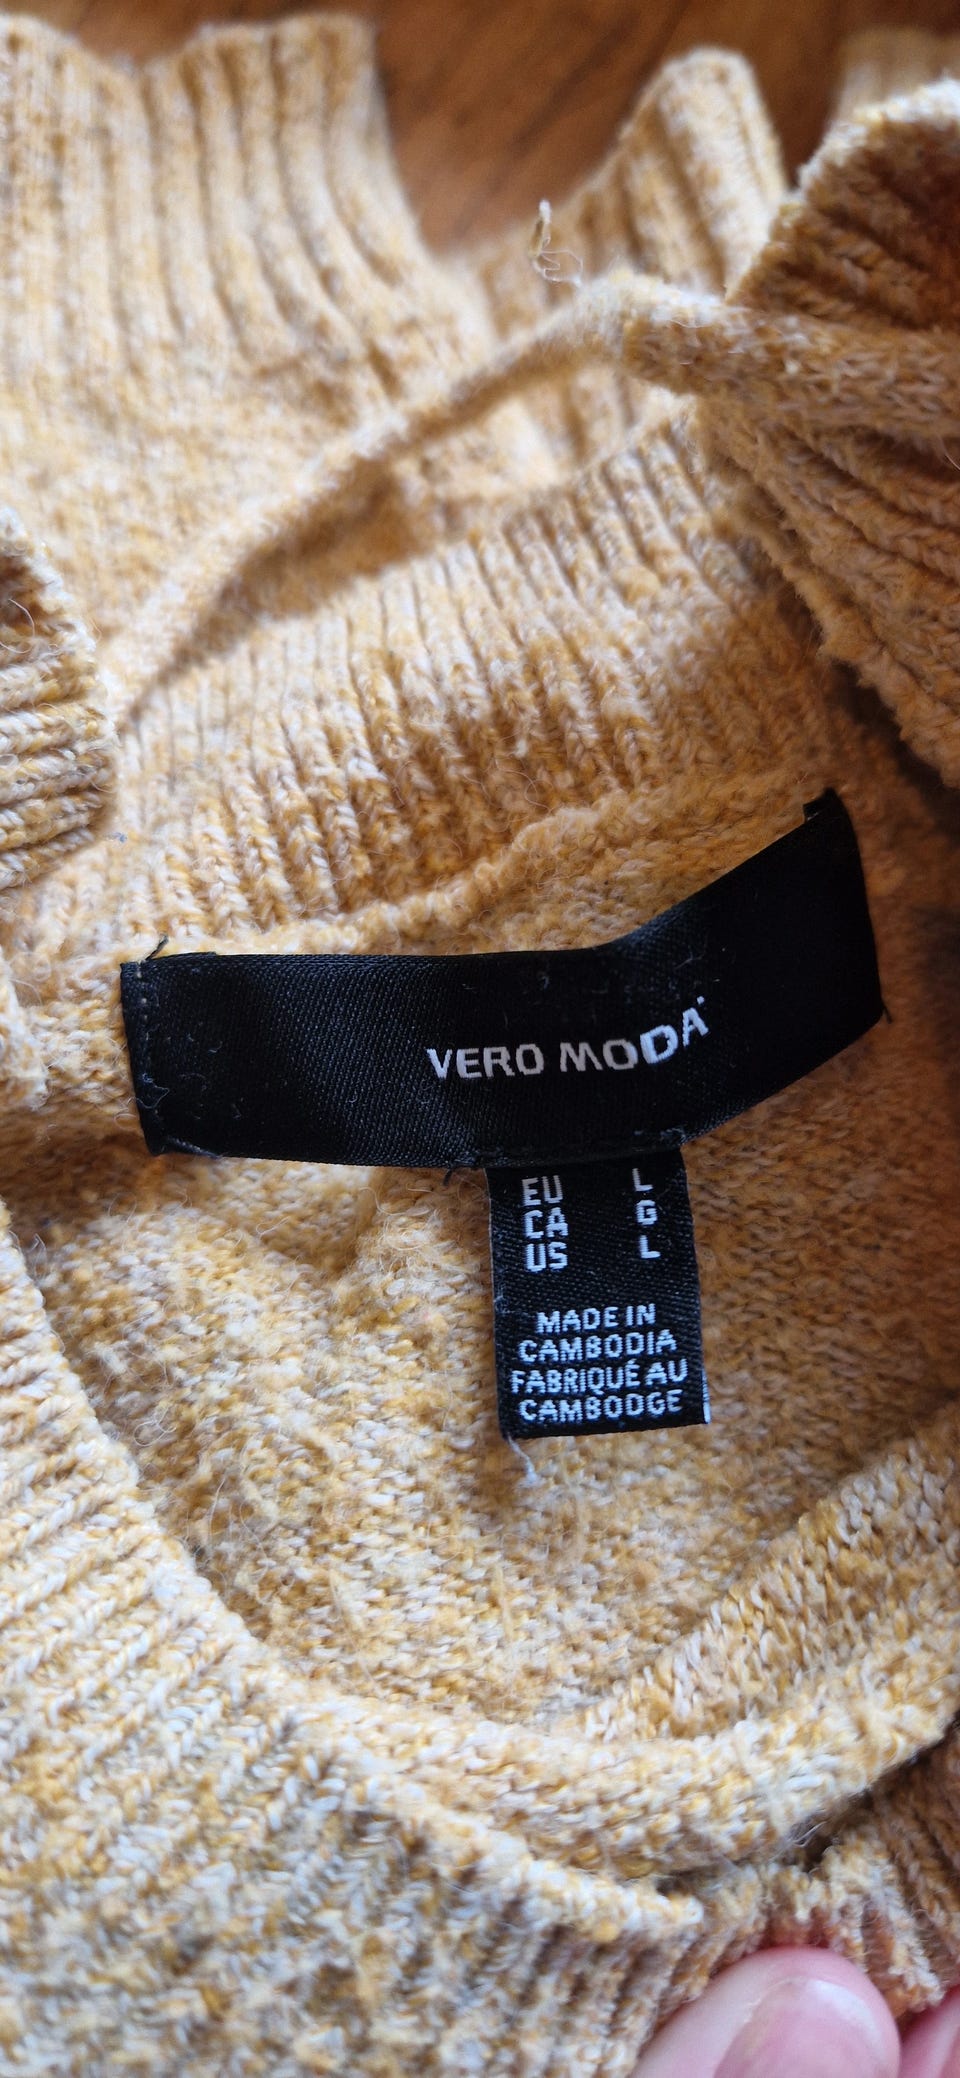 VERO MODA
EU L
CA G
US L
MADE IN
CAMBODIA
FABRIQUÉ AU
CAMBODGE